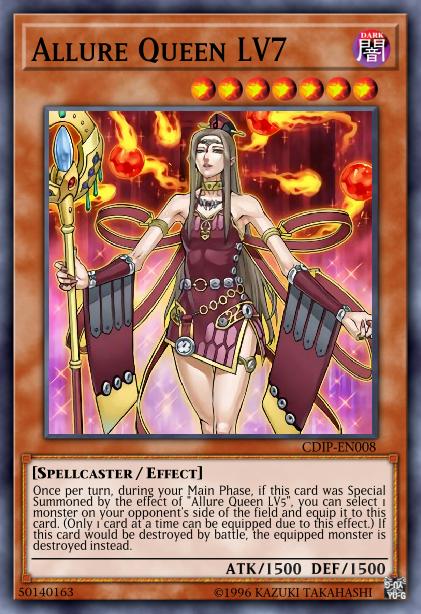 ALLURE QUEEN LV7
DARK
闇
CDIP-EN008
[SPELLCASTER / EFFECT]
Once per turn, during your Main Phase, if this card was Special
Summoned by the effect of "Allure Queen LV5", you can select 1
monster on your opponent's side of the field and equip it to this
card. (Only 1 card at a time can be equipped due to this effect.) If
this card would be destroyed by battle, the equipped monster is
destroyed instead.
ATK/1500 DEF/1500
50140163
©1996 KAZUKI TAKAHASHI